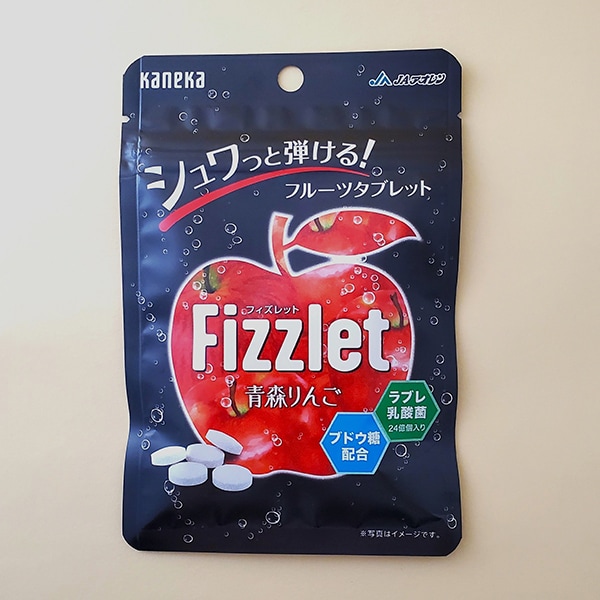 Kaneka
JAアオレン
シュワっと弾ける！
フルーツタブレット
フィズレット
Fizzlet
青森りんご
ラブレ
乳酸菌
24億個入り
ブドウ糖
配合
※写真はイメージです。